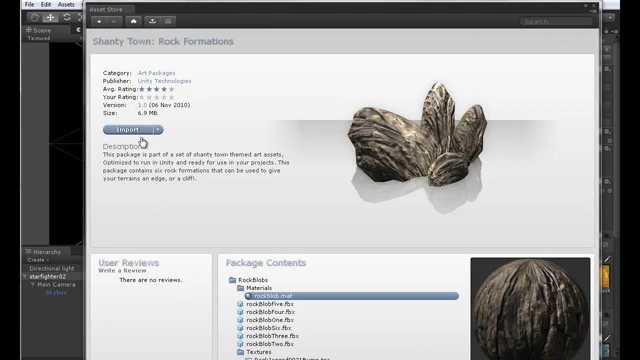 File Edit Assets
Asset Store
Scene
Search
Textured
Shanty Town: Rock Formations
Category: Art Packages
Publisher: Unity Technologies
Avg. Rating:
Your Rating:
Version: 1.0 (06 Nov 2010)
Size: 6.9 MB
Import
Description
This package is part of a set of shanty town themed art assets,
Optimized to run in Unity and ready for use in your projects. This
package contains six rock formations that can be used to give
your terrains an edge, or a cliff!.
Hierarchy
Create
Directional light
starfighter02
Main Camera
Skybox
User Reviews
Write a Review
There are no reviews.
Package Contents
RockBlobs
Materials
rockBlob.mat
rockBlobFive.fbx
rockBlobFour.fbx
rockBlobOne.fbx
rockBlobSix.fbx
rockBlobThree.fbx
rockBlobTwo.fbx
Textures